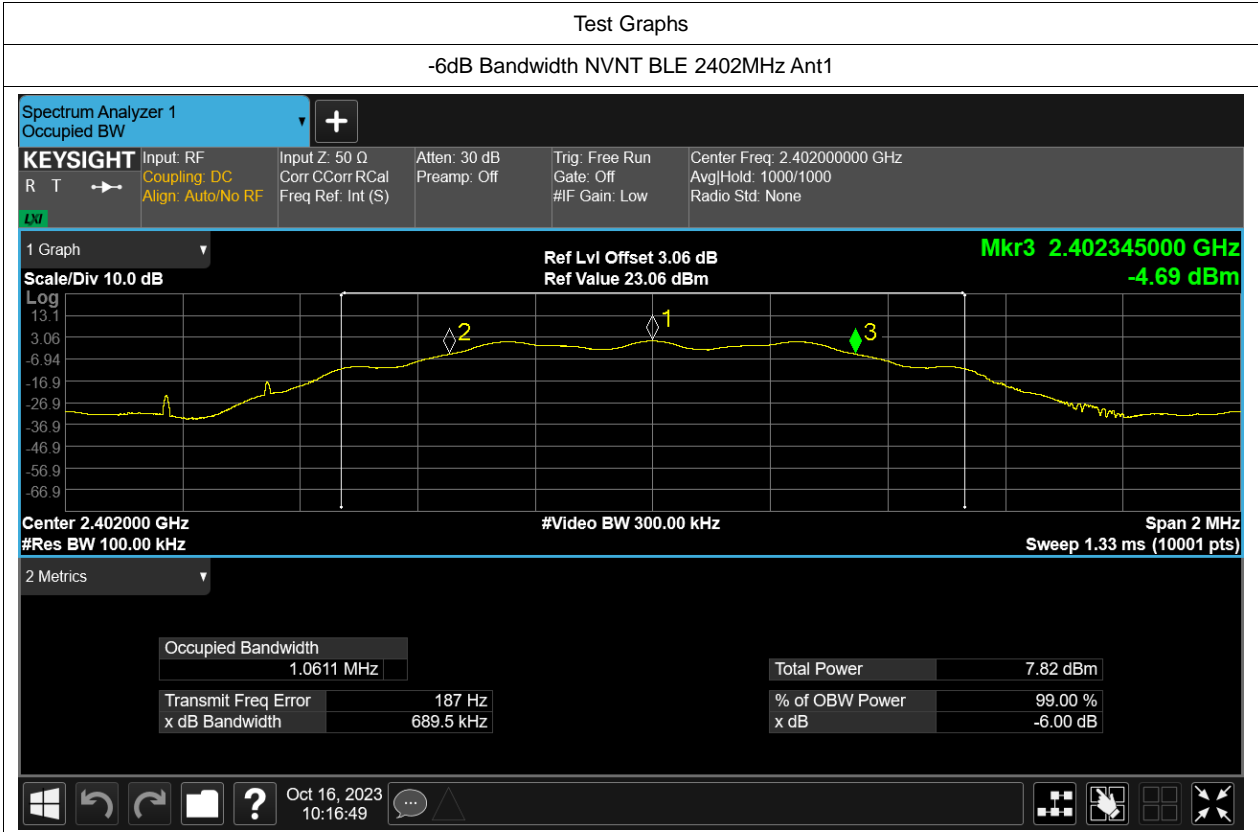 Test Graphs
-6dB Bandwidth NVNT BLE 2402MHz Ant1
Spectrum Analyzer 1
Occupied BW
KEYSIGHT
R T
LXI
Input: RF
Coupling: DC
Align: Auto/No RF
Input Z: 50 Ω
Corr CCorr RCal
Freq Ref: Int (S)
Atten: 30 dB
Preamp: Off
Trig: Free Run
Gate: Off
#IF Gain: Low
Center Freq: 2.402000000 GHz
Avg|Hold: 1000/1000
Radio Std: None
1 Graph
Scale/Div 10.0 dB
Ref Lvl Offset 3.06 dB
Ref Value 23.06 dBm
Mkr3 2.402345000 GHz
-4.69 dBm
Log
13.1
3.06
-6.94
-16.9
-26.9
-36.9
-46.9
-56.9
-66.9
2
1
3
Center 2.402000 GHz
#Res BW 100.00 kHz
#Video BW 300.00 kHz
Span 2 MHz
Sweep 1.33 ms (10001 pts)
2 Metrics
Occupied Bandwidth
1.0611 MHz
Transmit Freq Error 187 Hz
x dB Bandwidth 689.5 kHz
Total Power 7.82 dBm
% of OBW Power 99.00 %
x dB -6.00 dB
?
Oct 16, 2023
10:16:49